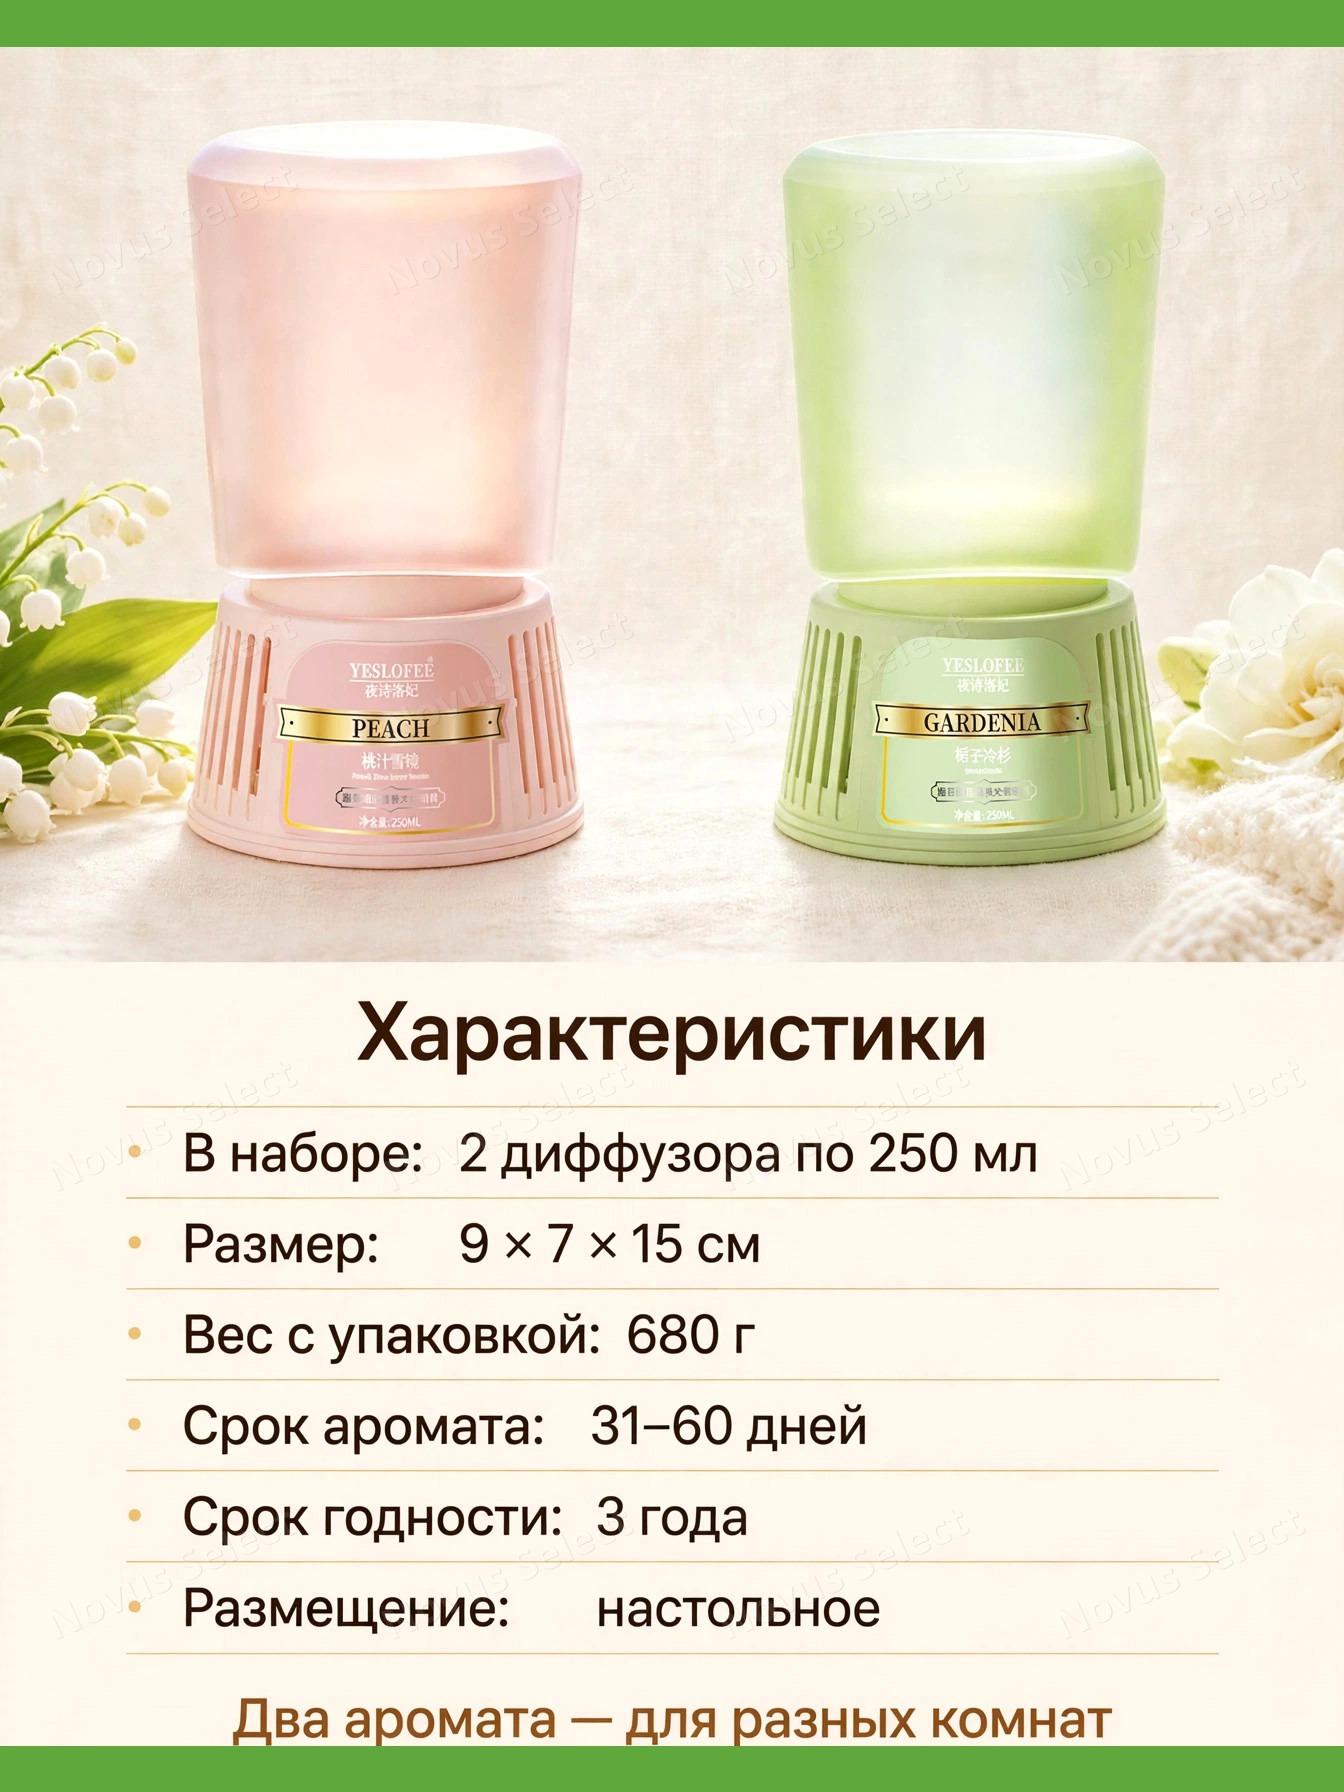 YESLOFEE
夜诗洛妃
PEACH
桃汁雪镜
净含量:250ML
YESLOFEE
夜诗洛妃
GARDENIA
栀子冷杉
净含量:250ML
Характеристики
• В наборе: 2 диффузора по 250 мл
• Размер: 9 × 7 × 15 см
• Вес с упаковкой: 680 г
• Срок аромата: 31–60 дней
• Срок годности: 3 года
• Размещение: настольное
Два аромата — для разных комнат
Novus Select